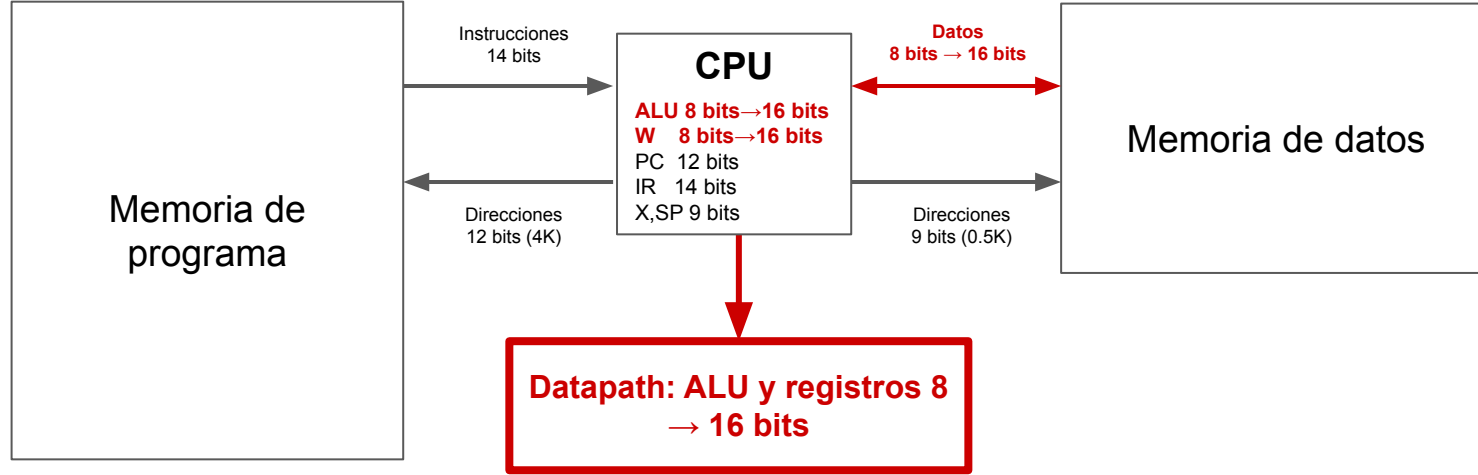 Memoria de
programa
Instrucciones
14 bits
Direcciones
12 bits (4K)
CPU
ALU 8 bits→16 bits
W 8 bits→16 bits
PC 12 bits
IR 14 bits
X,SP 9 bits
Datos
8 bits → 16 bits
Direcciones
9 bits (0.5K)
Memoria de datos
Datapath: ALU y registros 8
→ 16 bits